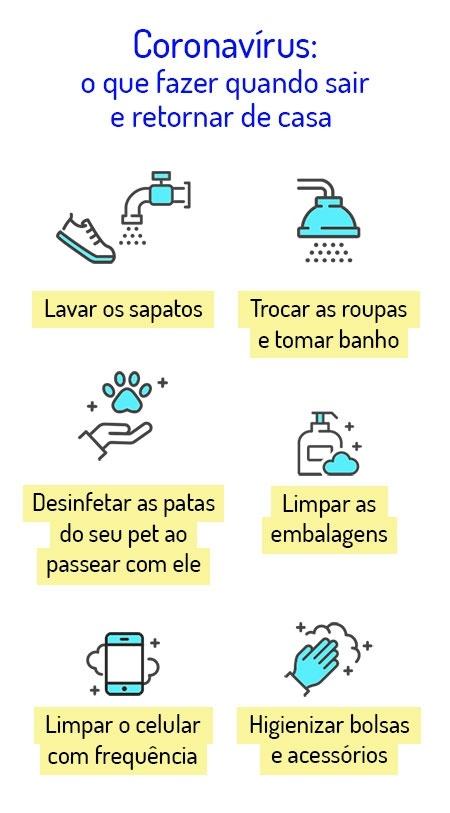 Coronavírus:
o que fazer quando sair
e retornar de casa
Lavar os sapatos
Trocar as roupas
e tomar banho
Desinfetar as patas
do seu pet ao
passear com ele
Limpar as
embalagens
Limpar o celular
com frequência
Higienizar bolsas
e acessórios